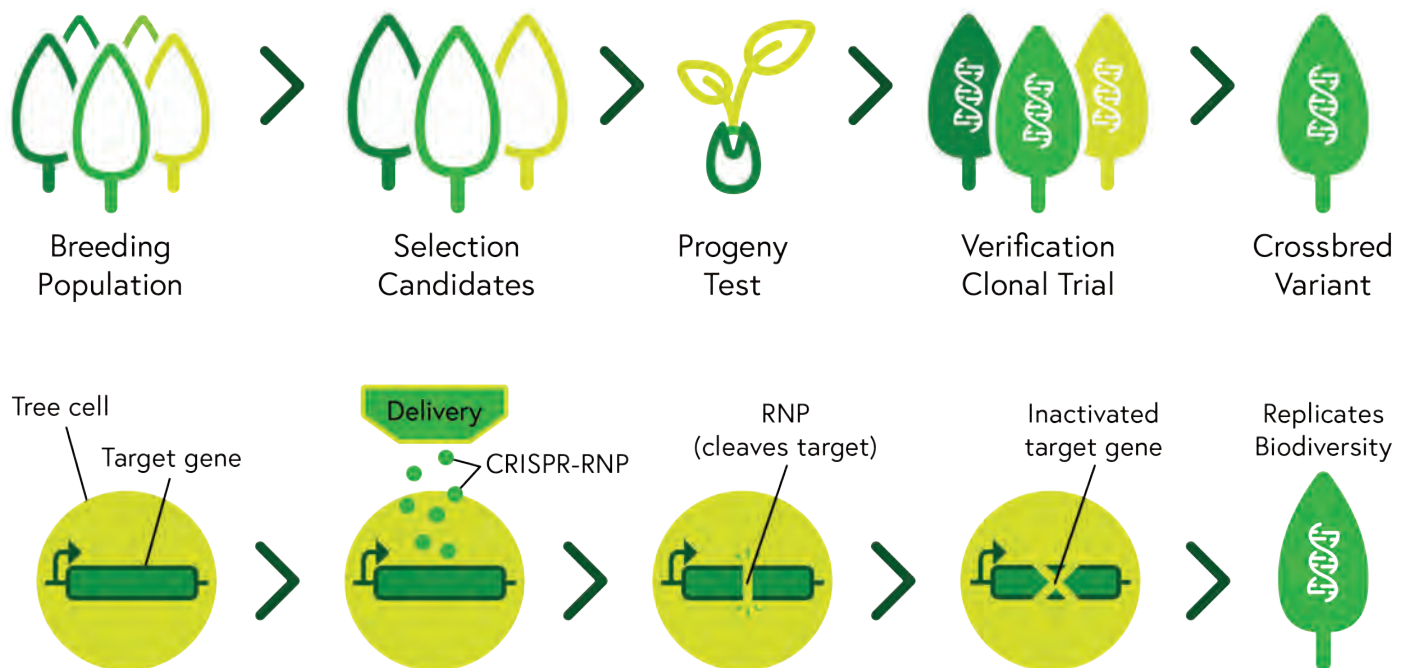 Breeding
Population
Selection
Candidates
Progeny
Test
Verification
Clonal Trial
Crossbred
Variant
Tree cell
Target gene
Delivery
CRISPR-RNP
RNP
(cleaves target)
Inactivated
target gene
Replicates
Biodiversity